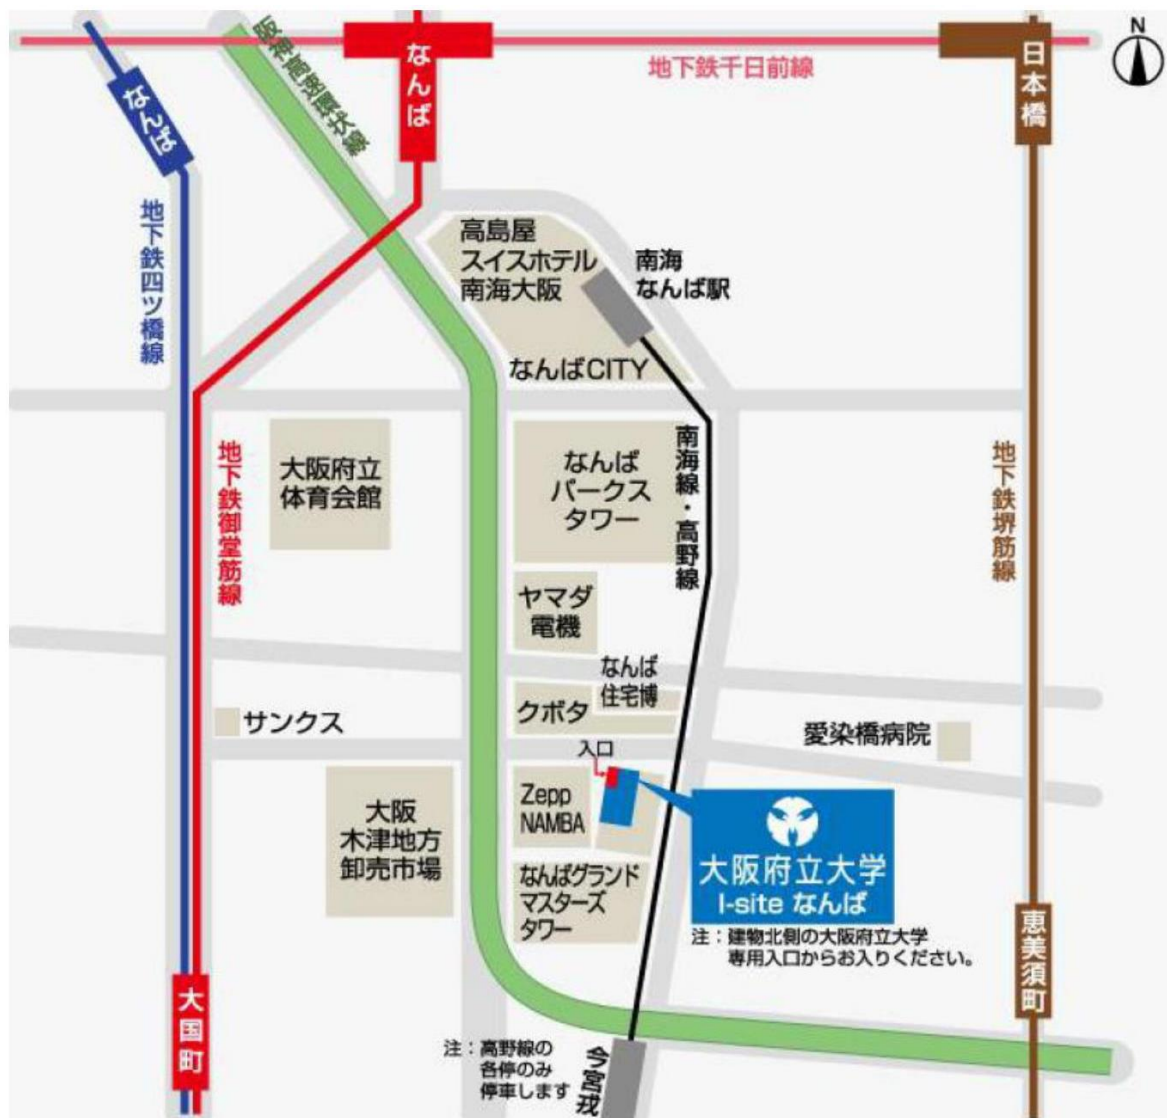 N
なんば
阪神高速環状線
なんば
地下鉄千日前線
日本橋
地下鉄四ツ橋線
高島屋
スイスホテル
南海大阪
南海
なんば駅
なんばCITY
地下鉄御堂筋線
大阪府立
体育会館
なんば
パークス
タワー
南海線・高野線
地下鉄堺筋線
ヤマダ
電機
なんば
住宅博
クボタ
サンクス
愛染橋病院
入口
Zepp
NAMBA
大阪
木津地方
卸売市場
なんばグランド
マスターズ
タワー
大阪府立大学
I-site なんば
注：建物北側の大阪府立大学
専用入口からお入りください。
恵美須町
大国町
注：高野線の
各停のみ
停車します
今宮戎